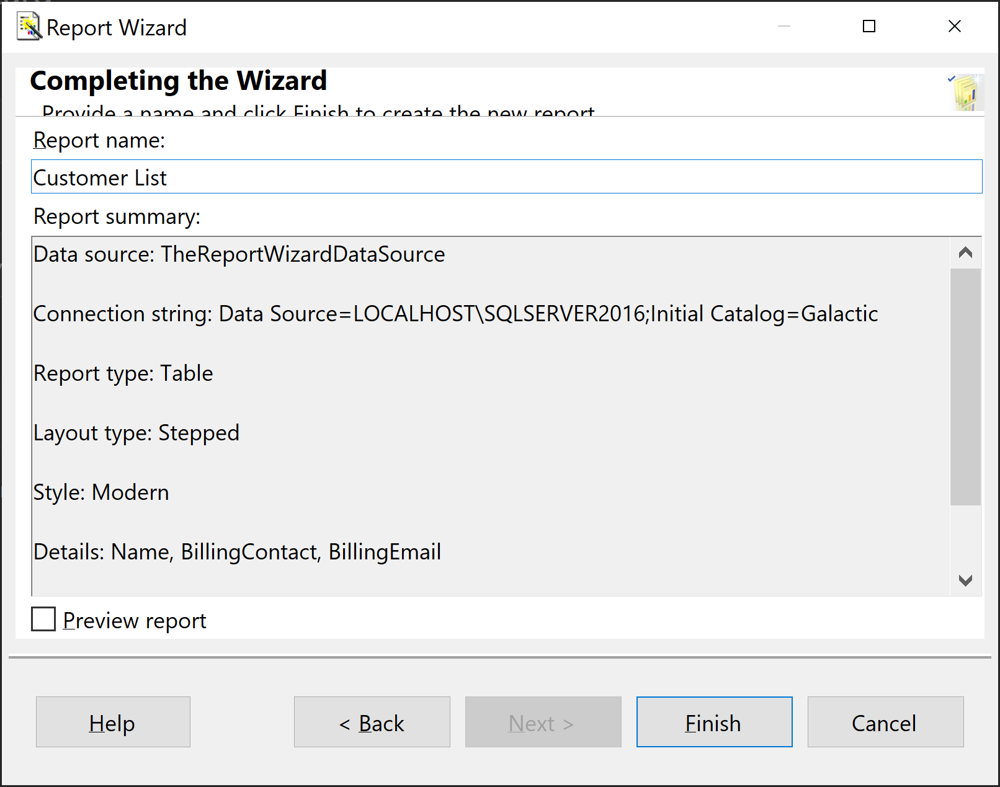 Report Wizard
Completing the Wizard
Provide a name and click Finish to create the new report
Report name:
Customer List
Report summary:
Data source: TheReportWizardDataSource
Connection string: Data Source=LOCALHOST\SQLSERVER2016;Initial Catalog=Galactic
Report type: Table
Layout type: Stepped
Style: Modern
Details: Name, BillingContact, BillingEmail
Preview report
Help
< Back
Next >
Finish
Cancel